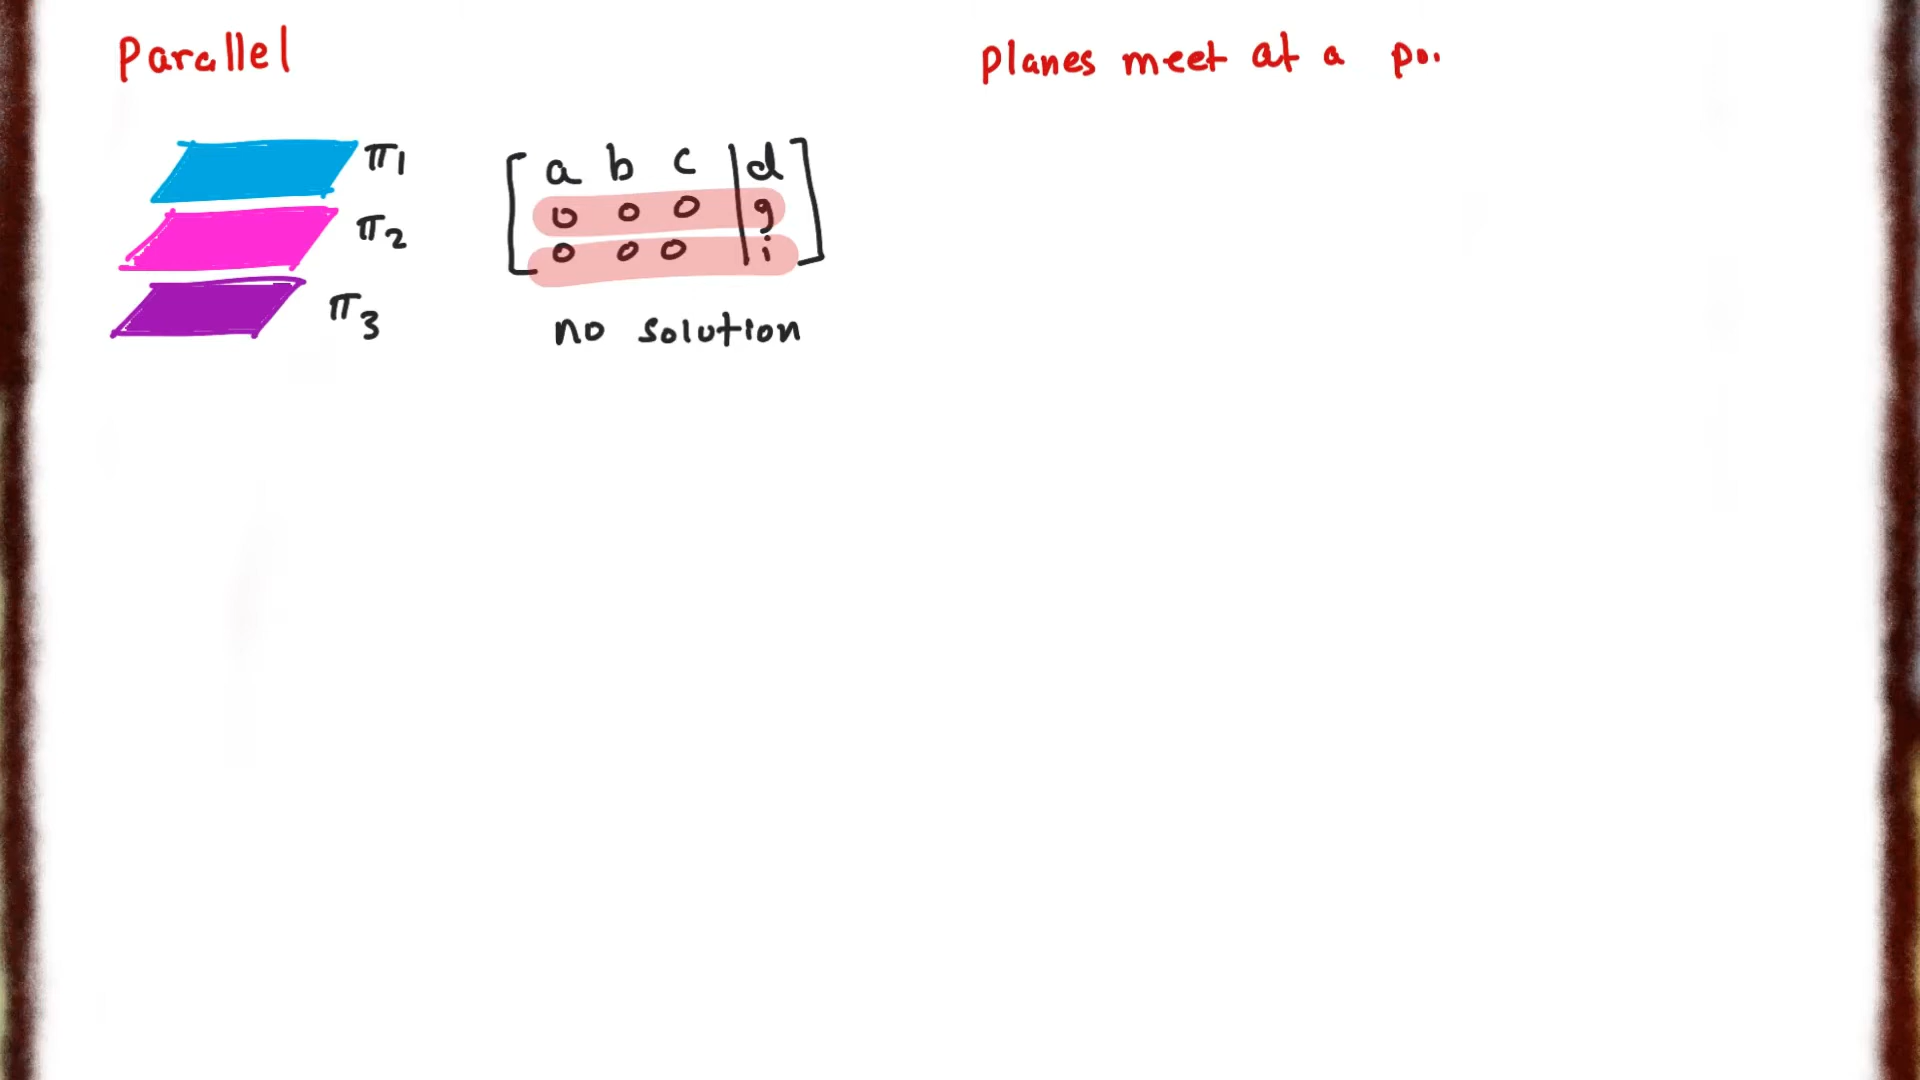 Parallel
planes meet at a po
π1
π2
π3
a b c d
0 0 0 g
0 0 0 i
no solution